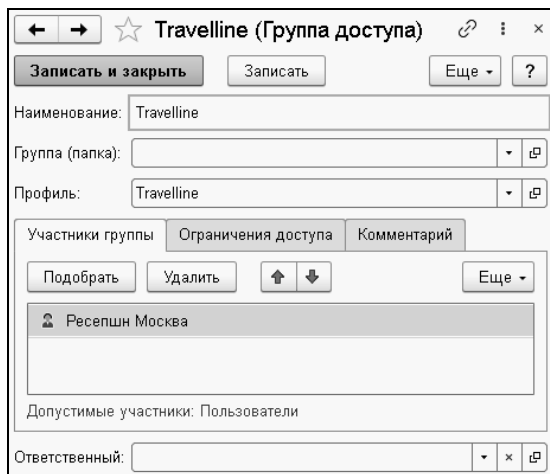 Travelline (Группа доступа)
Записать и закрыть Записать Еще ?
Наименование: Travelline
Группа (папка):
Профиль: Travelline
Участники группы Ограничения доступа Комментарий
Подобрать Удалить Еще
Ресепшн Москва
Допустимые участники: Пользователи
Ответственный: